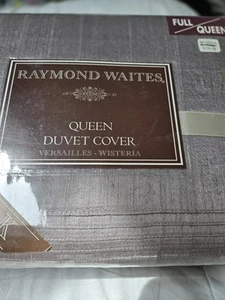 FULL
QUEEN
RAYMOND WAITES
QUEEN
DUVET COVER
VERSAILLES - WISTERIA